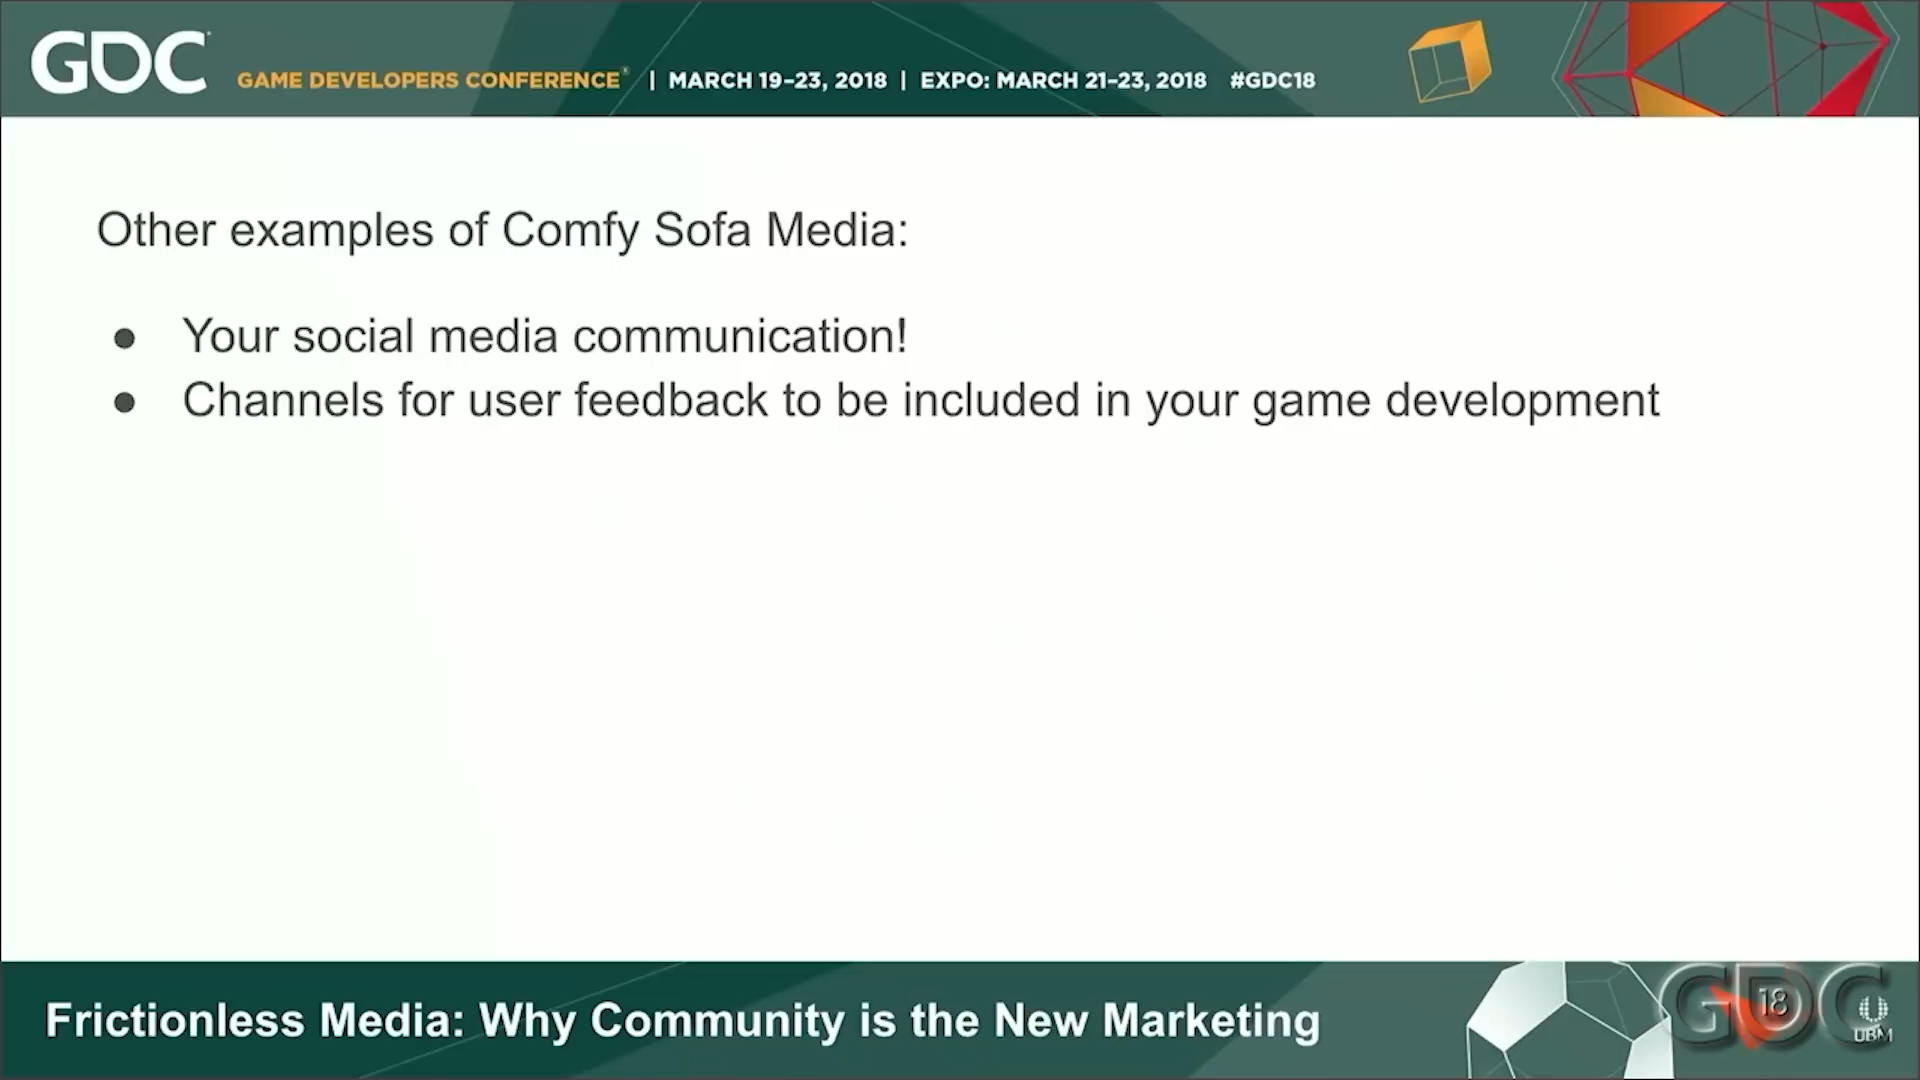 GDC GAME DEVELOPERS CONFERENCE® | MARCH 19–23, 2018 | EXPO: MARCH 21–23, 2018 #GDC18
Other examples of Comfy Sofa Media:
● Your social media communication!
● Channels for user feedback to be included in your game development
Frictionless Media: Why Community is the New Marketing
GDC 18 UBM